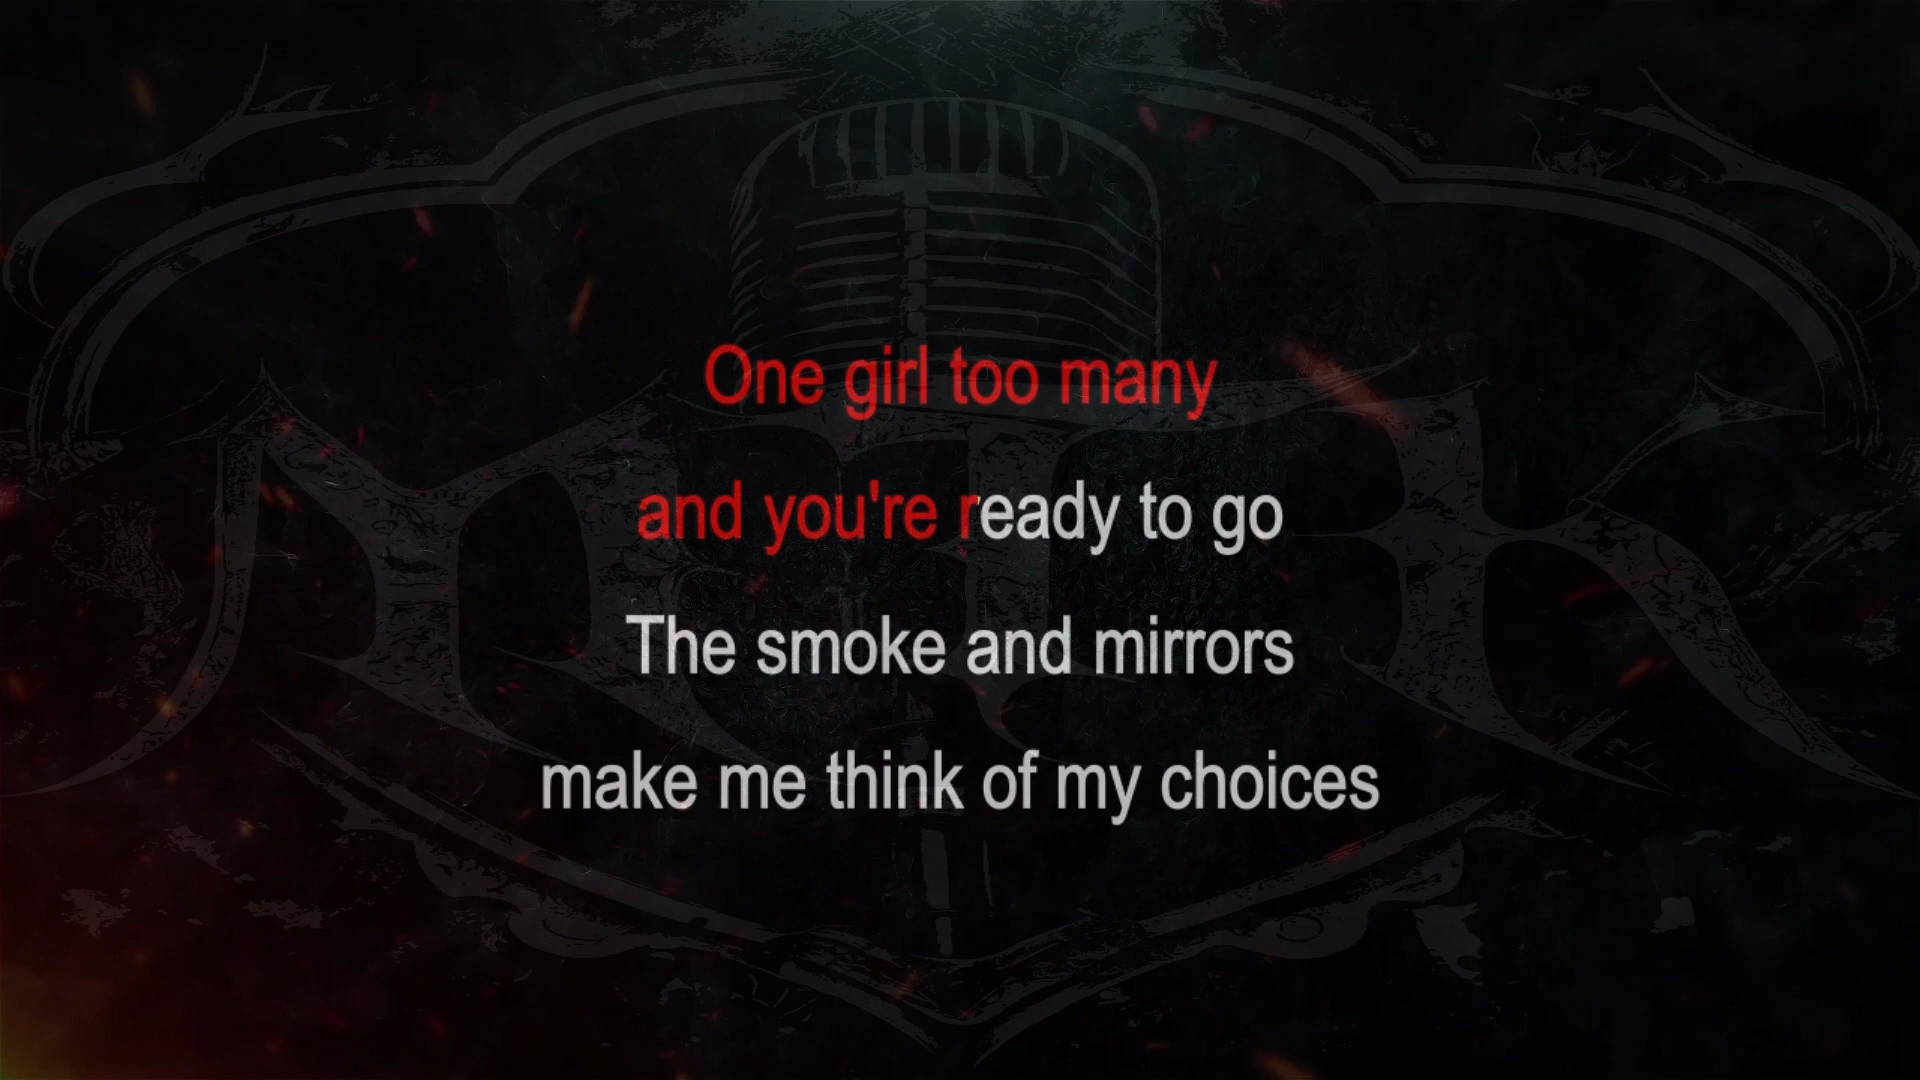 One girl too many
and you're ready to go
The smoke and mirrors
make me think of my choices
MTK